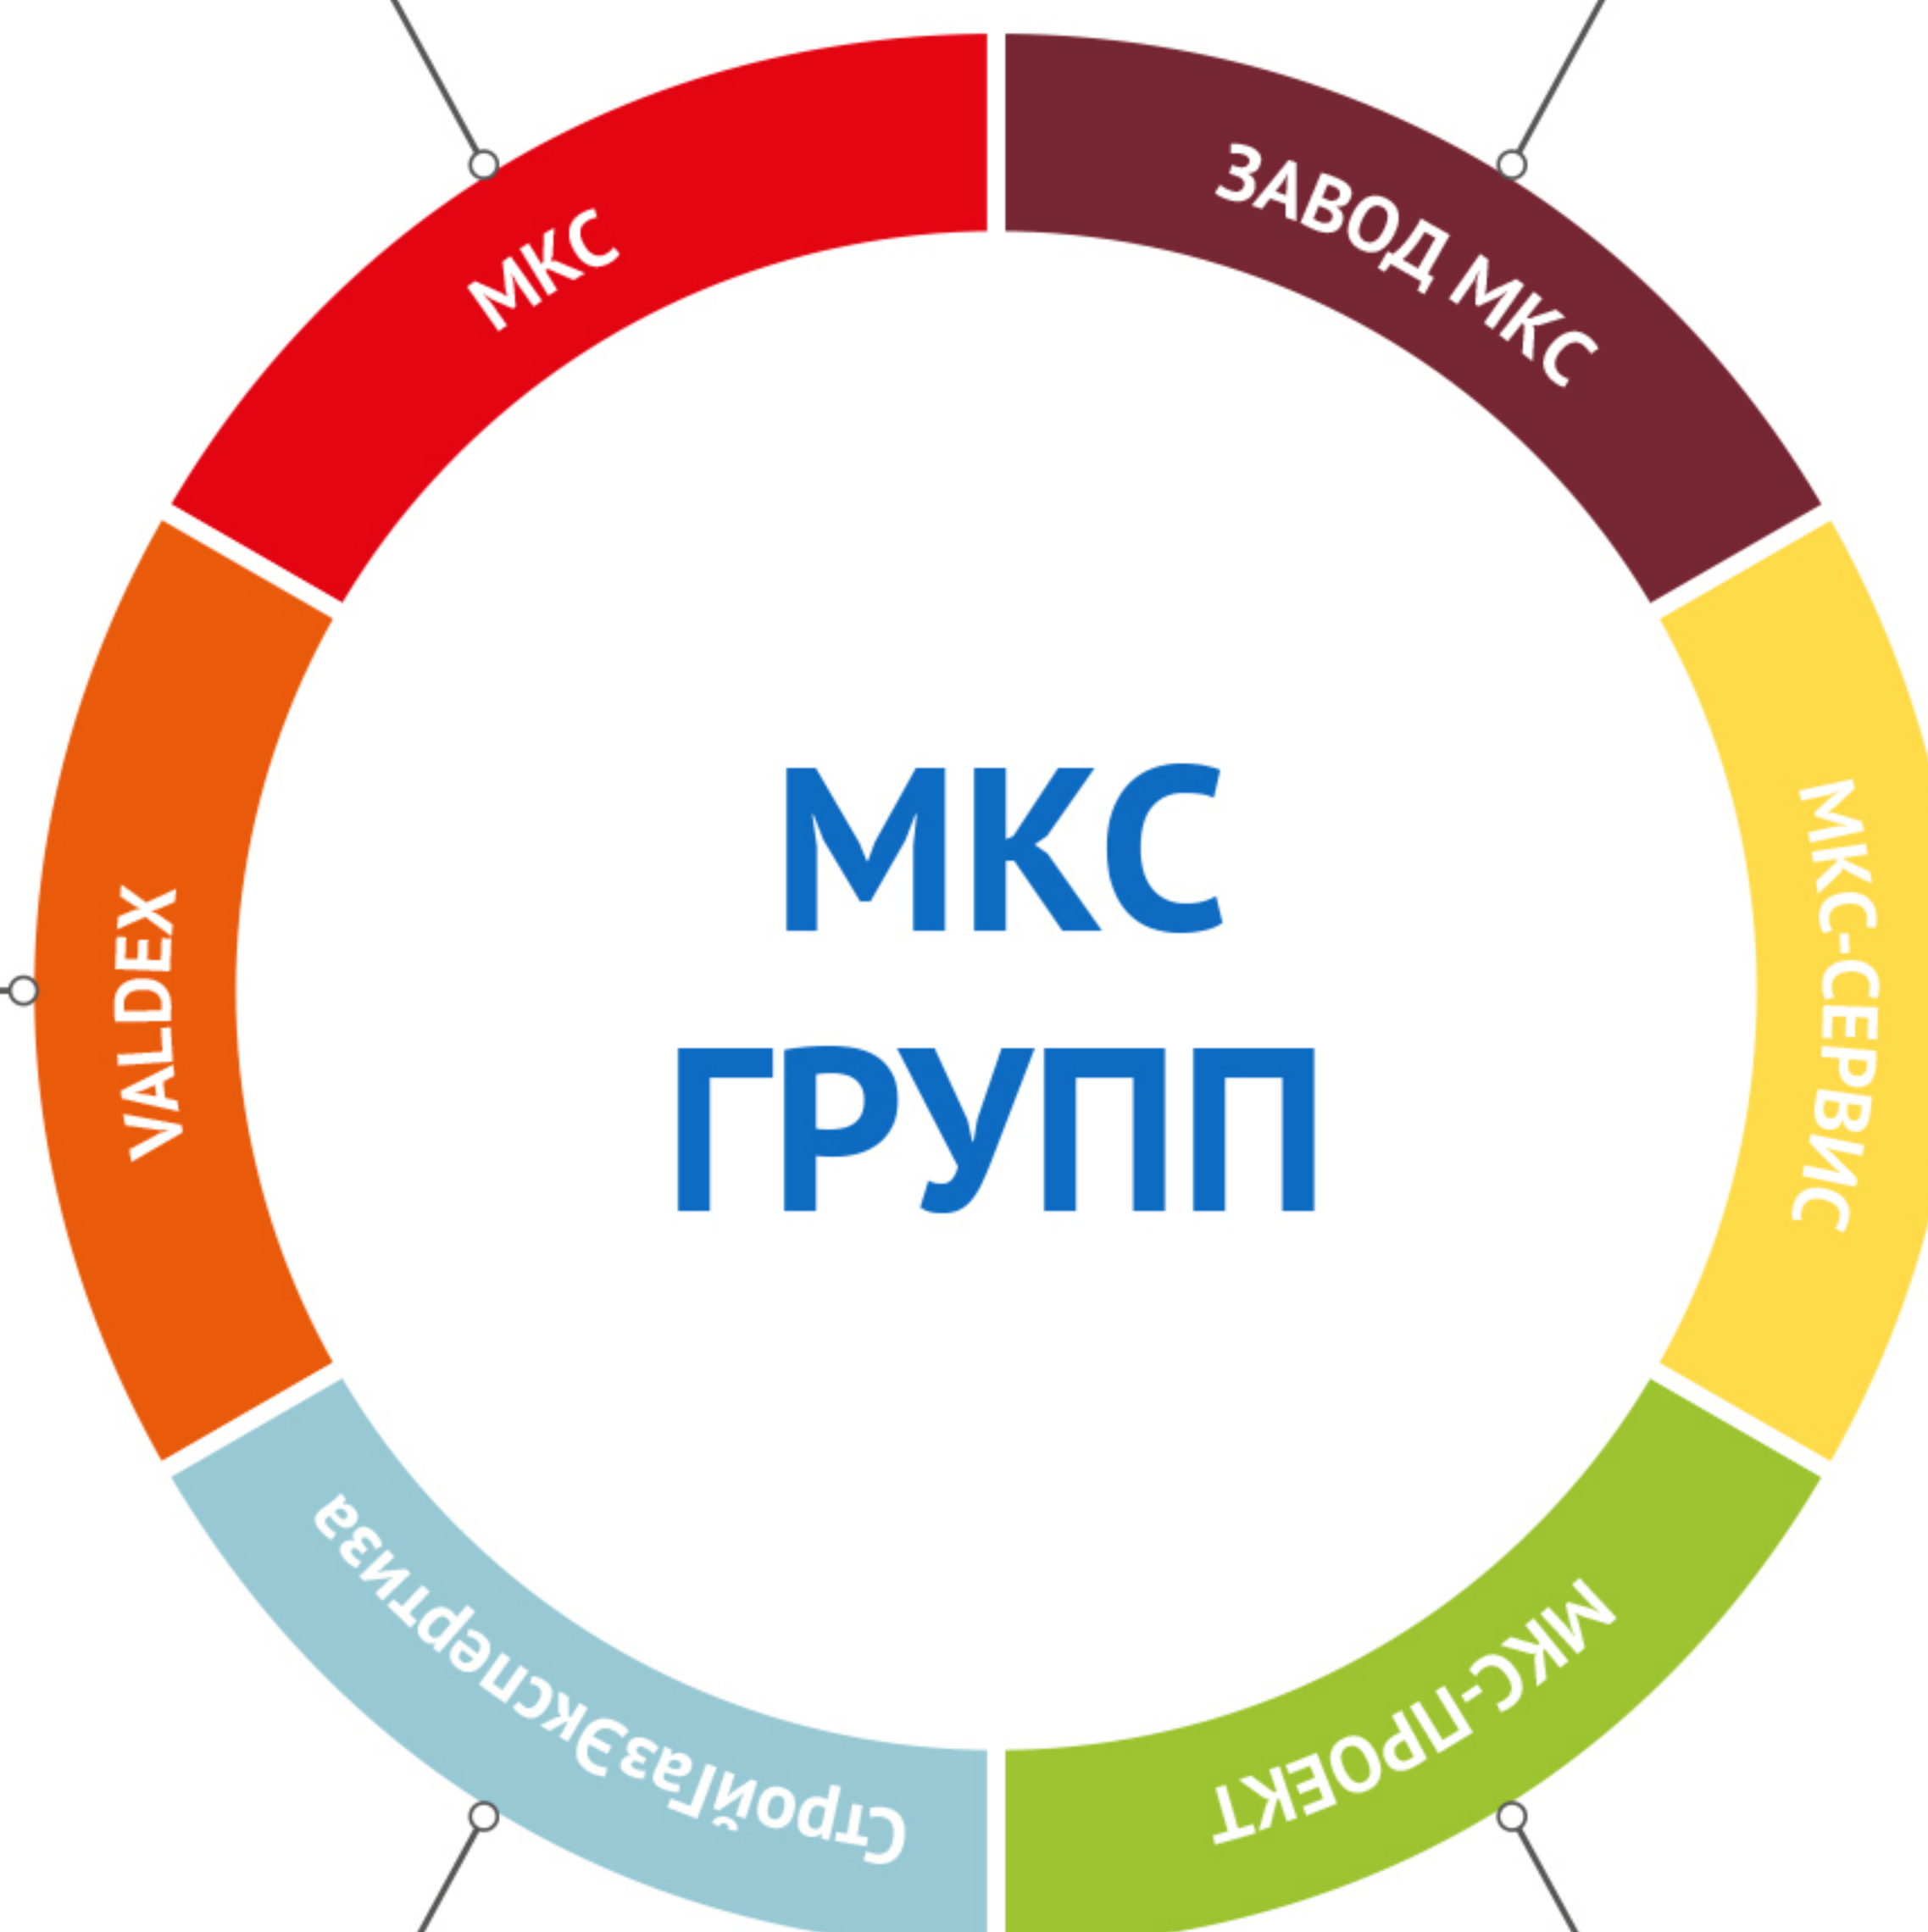 МКС
ЗАВОД МКС
VALDEX
МКС
ГРУПП
МКС-СЕРВИС
СтройГазЭкспертиза
МКС-ПРОЕКТ